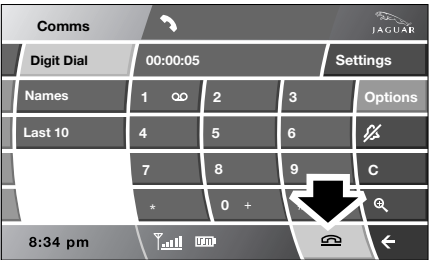 Comms JAGUAR
Digit Dial 00:00:05 Settings
Names 1 2 3 Options
Last 10 4 5 6
7 8 9 C
* 0 +
8:34 pm